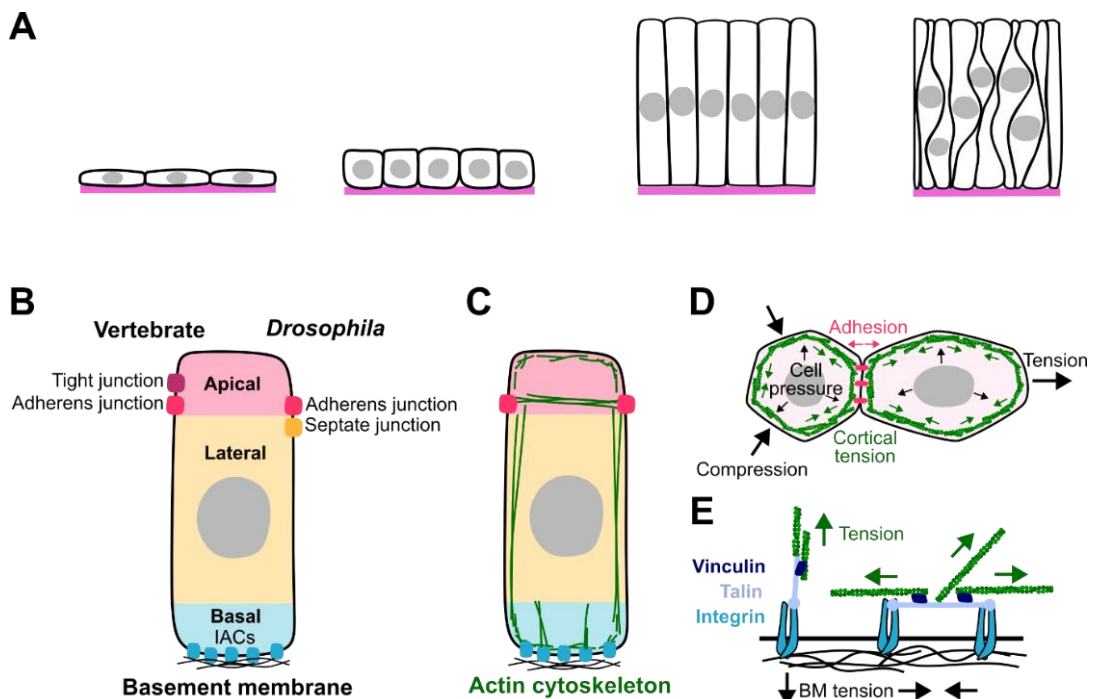 A
B
Vertebrate
Drosophila
Tight junction
Adherens junction
Apical
Adherens junction
Septate junction
Lateral
Basal
IACs
Basement membrane
C
Actin cytoskeleton
D
Adhesion
Cell
pressure
Tension
Cortical
tension
Compression
E
Tension
Vinculin
Talin
Integrin
BM tension